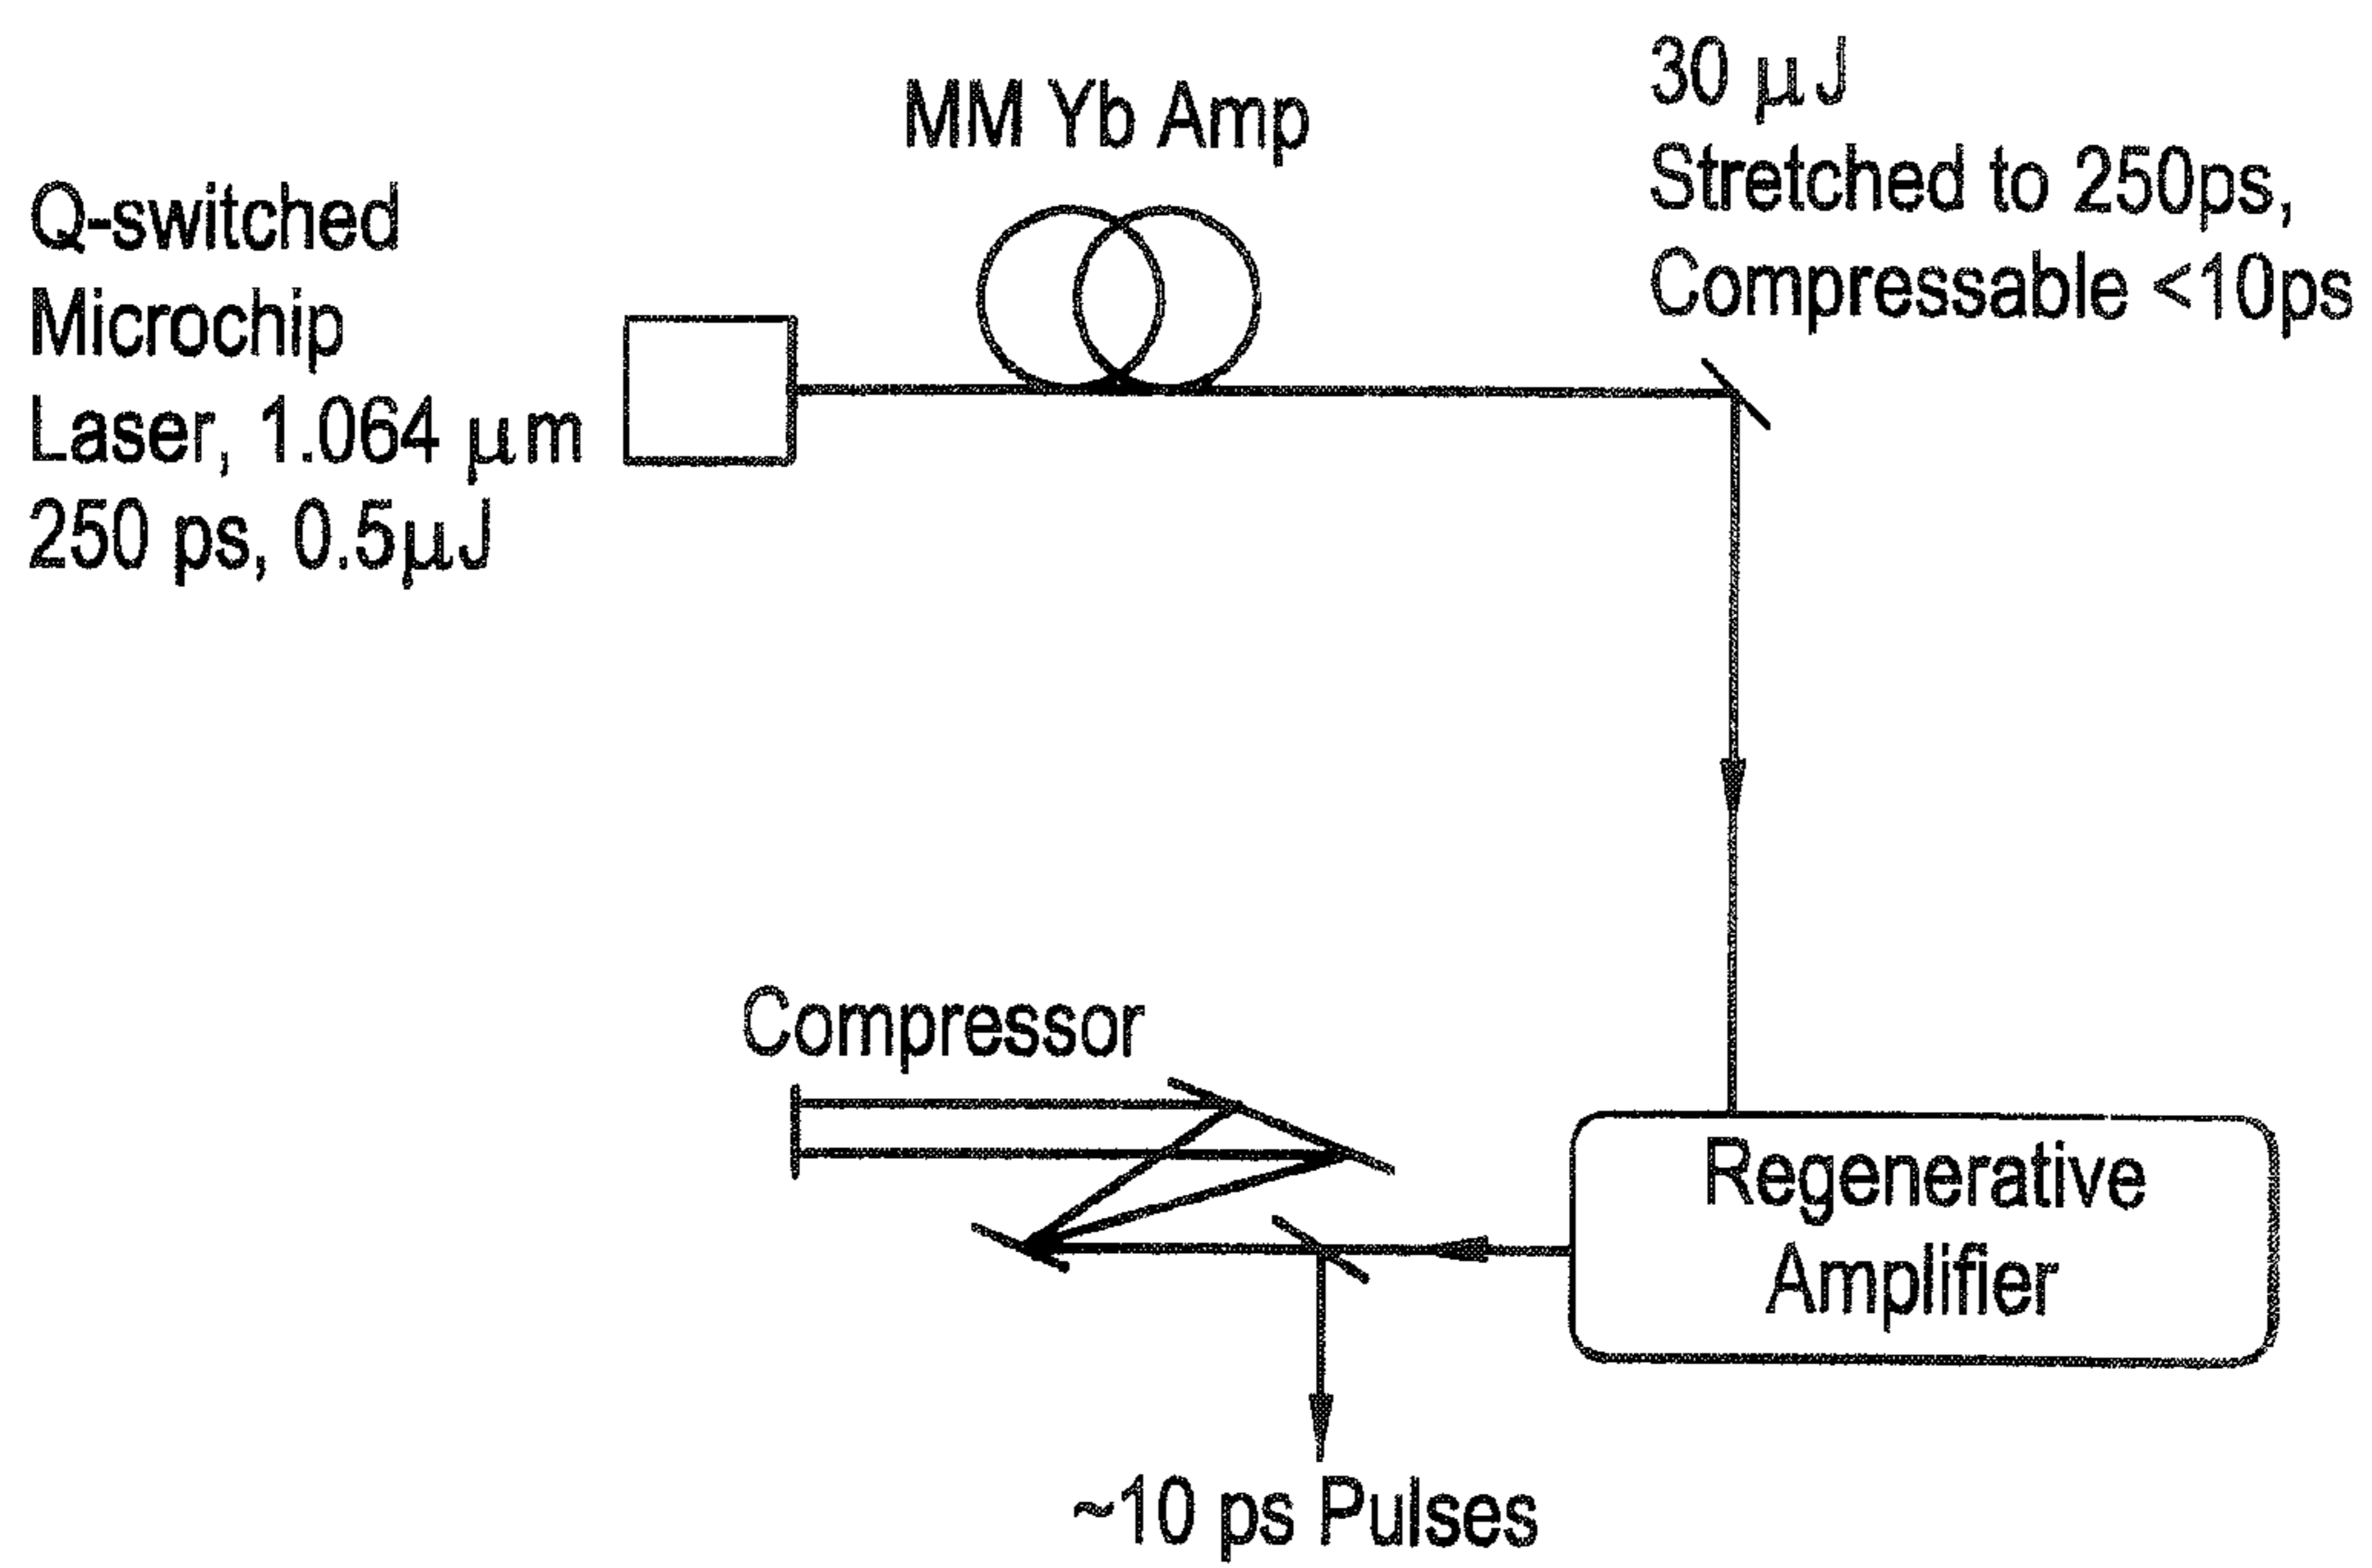 Q-switched
Microchip
Laser, 1.064 μm
250 ps, 0.5μJ
MM Yb Amp
30 μJ
Stretched to 250ps,
Compressable <10ps
Compressor
Regenerative
Amplifier
~10 ps Pulses